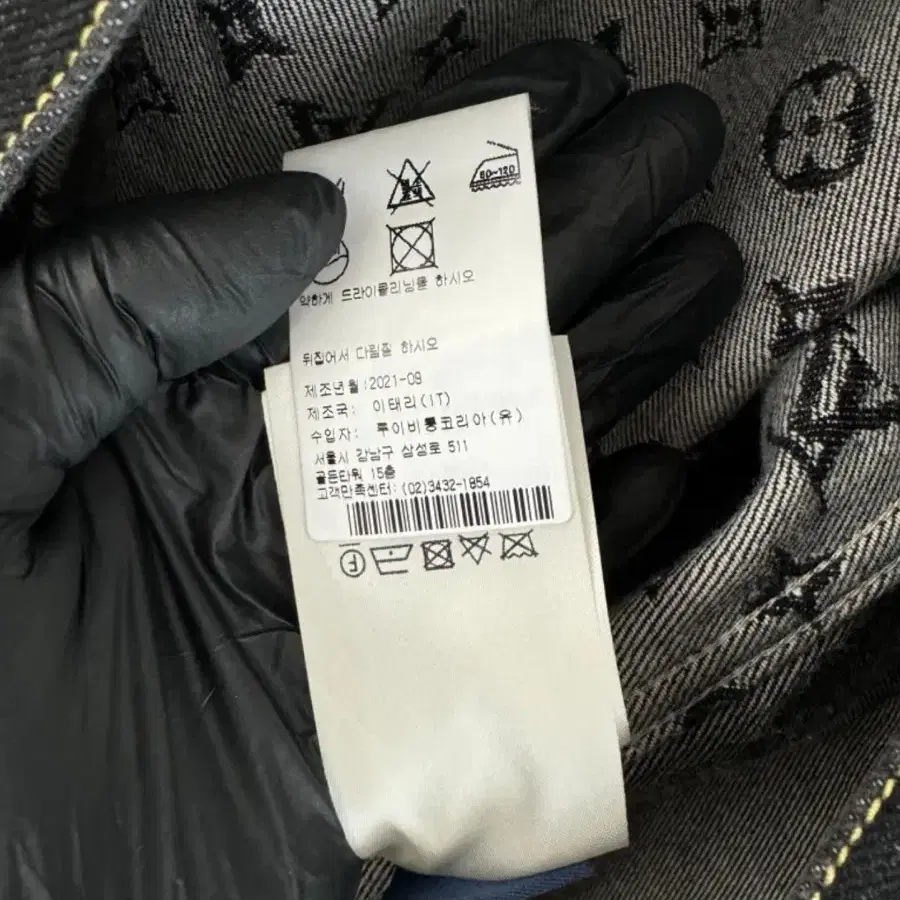 80~120
약하게 드라이클리닝을 하시오
뒤집어서 다림질 하시오
제조년월:2021-09
제조국: 이태리(IT)
수입자: 루이비통코리아(유)
서울시 강남구 삼성로 511
골든타워 15층
고객만족센터: (02)3432-1854
F